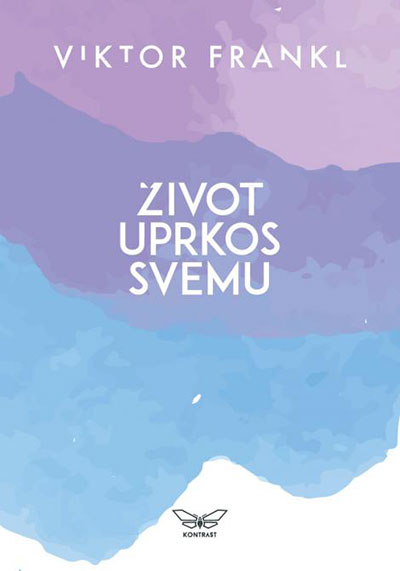 VIKTOR FRANKL
ŽIVOT
UPRKOS
SVEMU
KONTRAST